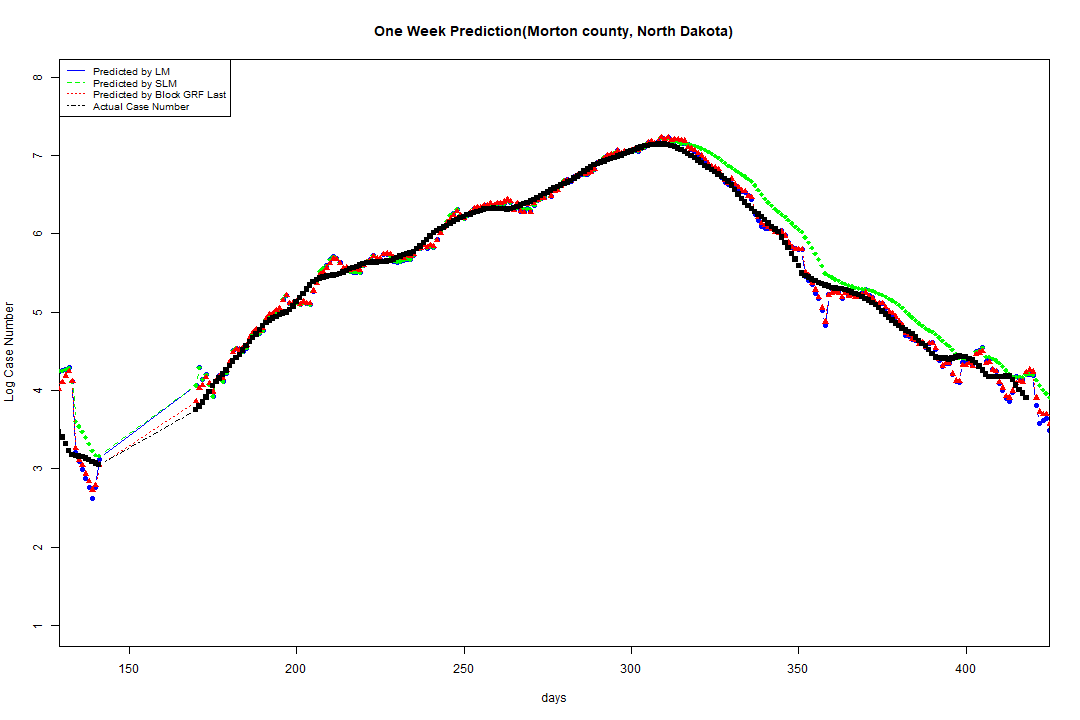 One Week Prediction(Morton county, North Dakota)
Predicted by LM
Predicted by SLM
Predicted by Block GRF Last
Actual Case Number
8
7
6
5
4
3
2
1
Log Case Number
150 200 250 300 350 400
days